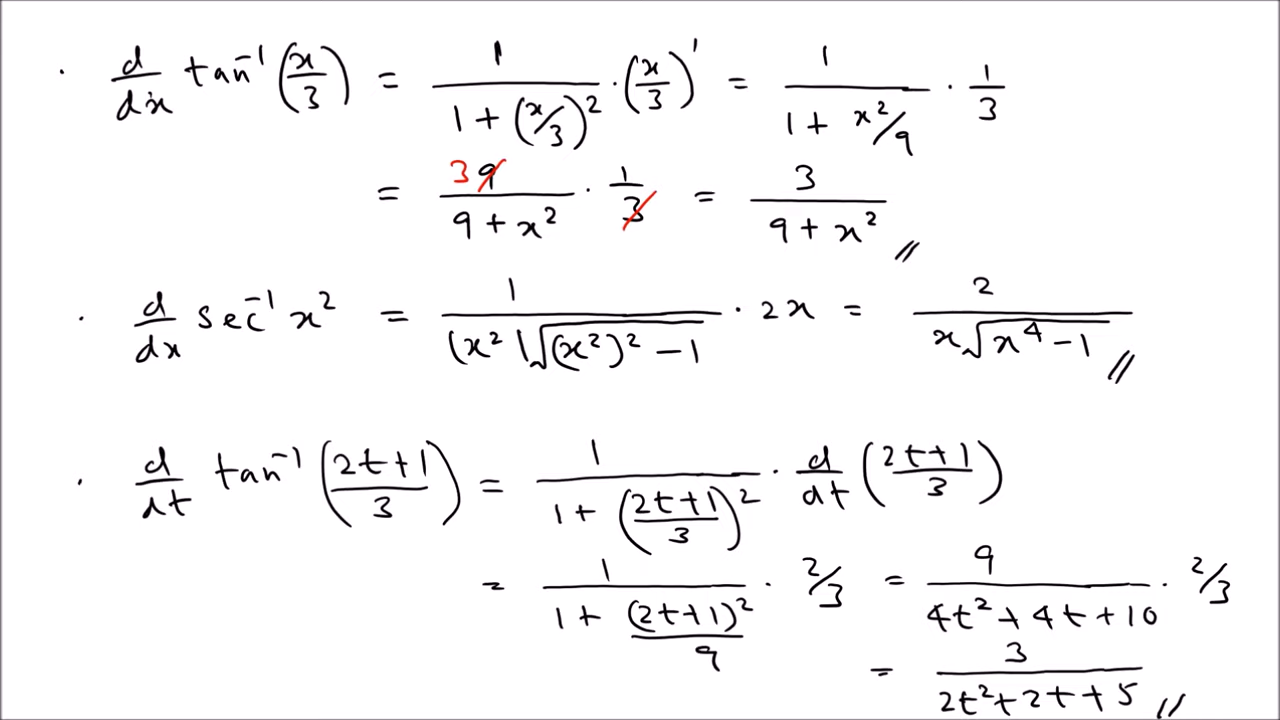 · d/dx tan⁻¹(x/3) = 1/(1 + (x/3)²) · (x/3)' = 1/(1 + x²/9) · 1/3
= 3 9/(9 + x²) · 1/3 = 3/(9 + x²) //
· d/dx sec⁻¹ x² = 1/(|x²|√((x²)² − 1)) · 2x = 2/(x√(x⁴ − 1)) //
· d/dt tan⁻¹((2t+1)/3) = 1/(1 + ((2t+1)/3)²) · d/dt ((2t+1)/3)
= 1/(1 + (2t+1)²/9) · 2/3 = 9/(4t² + 4t + 10) · 2/3
= 3/(2t² + 2t + 5) //